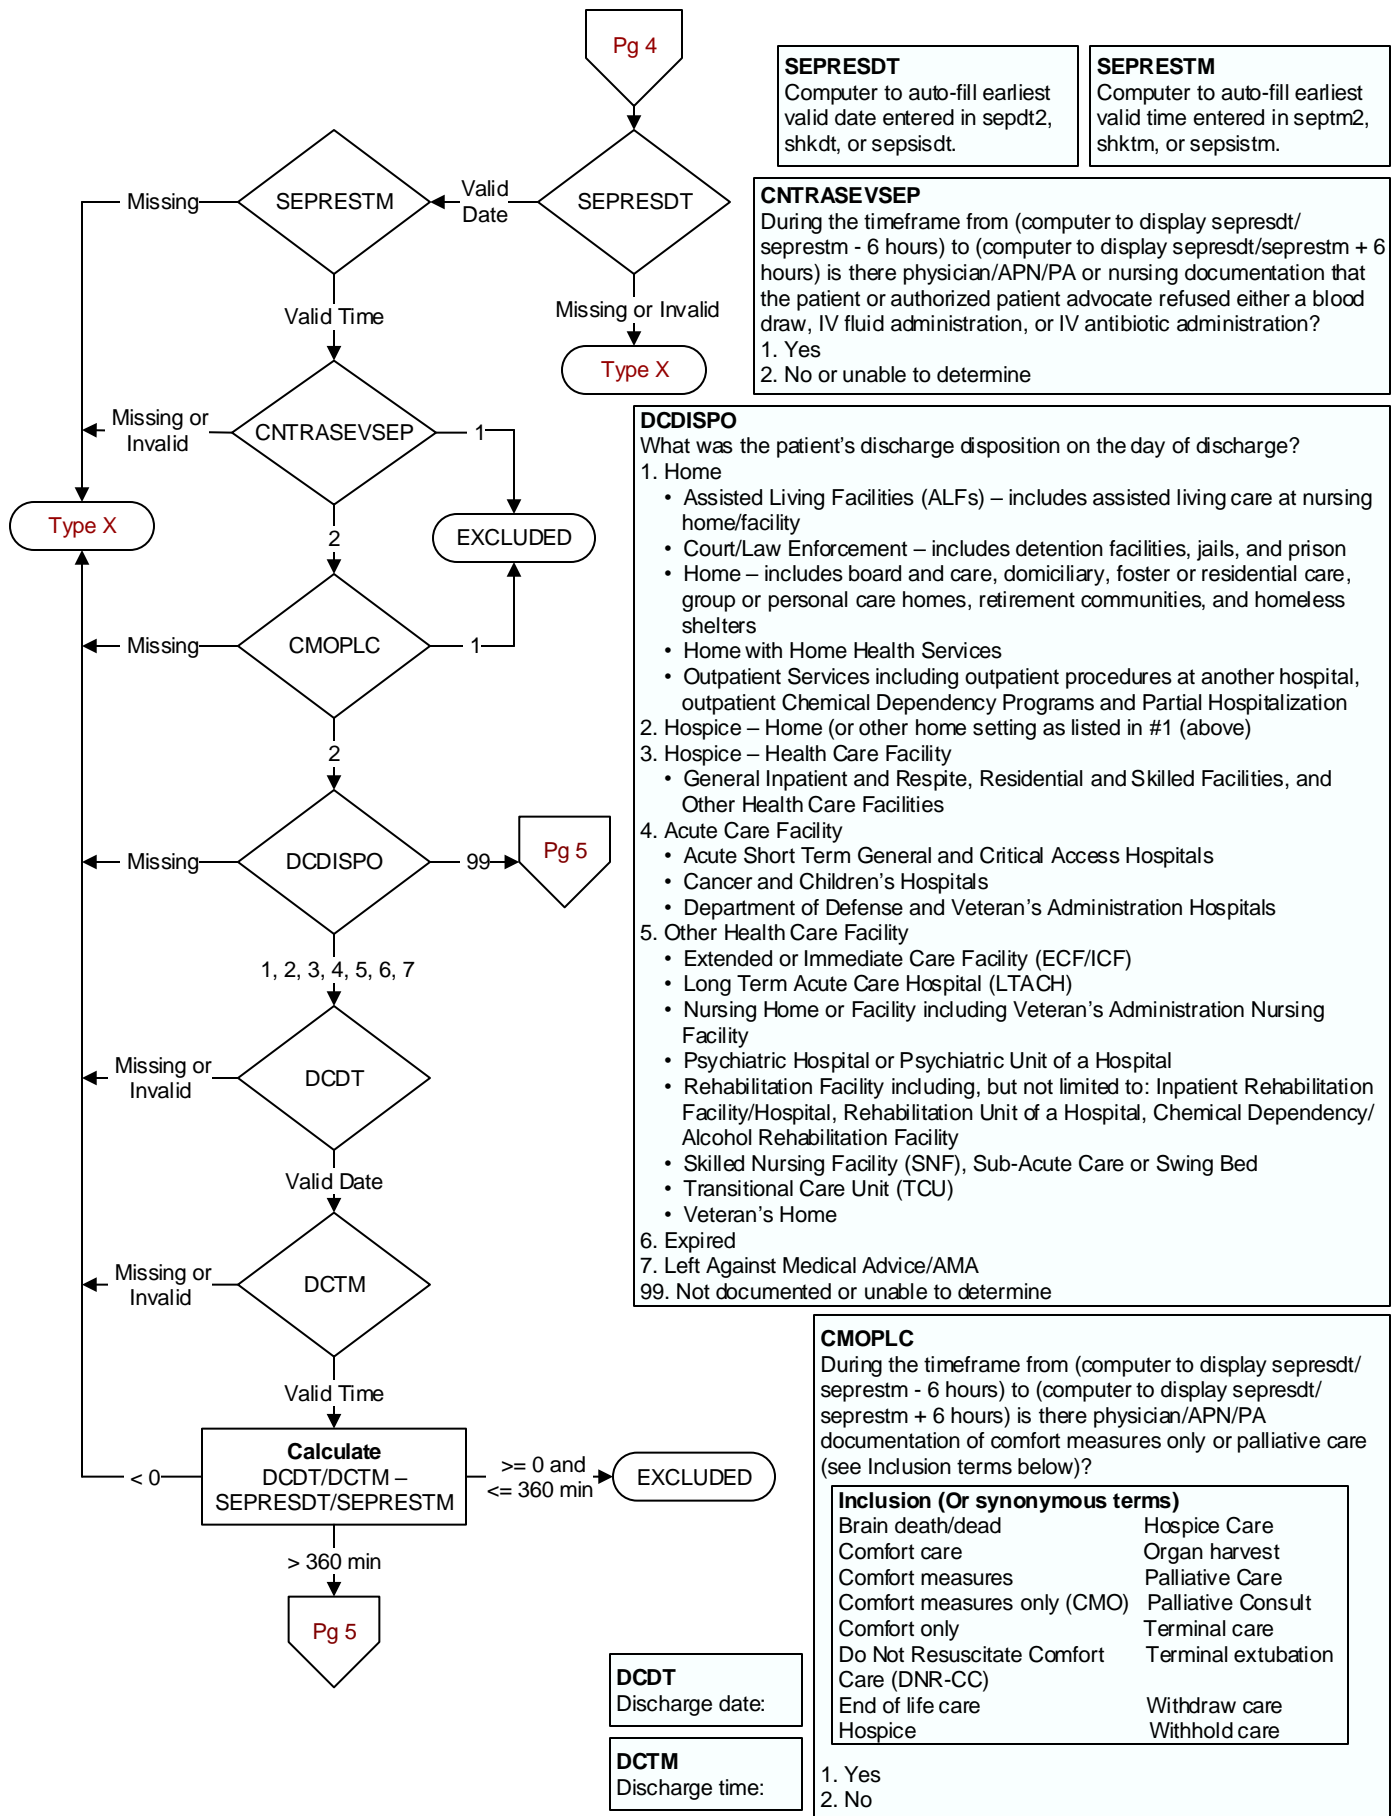 Pg 4
SEPRESDT
Computer to auto-fill earliest
valid date entered in sepdt2,
shkdt, or sepsisdt.
SEPRESTM
Computer to auto-fill earliest
valid time entered in septm2,
shktm, or sepsistm.
Missing
SEPRESTM
Valid
Date
SEPRESDT
Valid Time
Missing or Invalid
Type X
CNTRASEVSEP
During the timeframe from (computer to display sepresdt/
seprestm - 6 hours) to (computer to display sepresdt/seprestm + 6
hours) is there physician/APN/PA or nursing documentation that
the patient or authorized patient advocate refused either a blood
draw, IV fluid administration, or IV antibiotic administration?
1. Yes
2. No or unable to determine
Missing or
Invalid
CNTRASEVSEP
1
Type X
2
EXCLUDED
Missing
CMOPLC
1
2
Missing
DCDISPO
99
Pg 5
1, 2, 3, 4, 5, 6, 7
Missing or
Invalid
DCDT
Valid Date
Missing or
Invalid
DCTM
Valid Time
< 0
Calculate
DCDT/DCTM –
SEPRESDT/SEPRESTM
>= 0 and
<= 360 min
EXCLUDED
> 360 min
Pg 5
DCDISPO
What was the patient's discharge disposition on the day of discharge?
1. Home
• Assisted Living Facilities (ALFs) – includes assisted living care at nursing
home/facility
• Court/Law Enforcement – includes detention facilities, jails, and prison
• Home – includes board and care, domiciliary, foster or residential care,
group or personal care homes, retirement communities, and homeless
shelters
• Home with Home Health Services
• Outpatient Services including outpatient procedures at another hospital,
outpatient Chemical Dependency Programs and Partial Hospitalization
2. Hospice – Home (or other home setting as listed in #1 (above)
3. Hospice – Health Care Facility
• General Inpatient and Respite, Residential and Skilled Facilities, and
Other Health Care Facilities
4. Acute Care Facility
• Acute Short Term General and Critical Access Hospitals
• Cancer and Children's Hospitals
• Department of Defense and Veteran's Administration Hospitals
5. Other Health Care Facility
• Extended or Immediate Care Facility (ECF/ICF)
• Long Term Acute Care Hospital (LTACH)
• Nursing Home or Facility including Veteran's Administration Nursing
Facility
• Psychiatric Hospital or Psychiatric Unit of a Hospital
• Rehabilitation Facility including, but not limited to: Inpatient Rehabilitation
Facility/Hospital, Rehabilitation Unit of a Hospital, Chemical Dependency/
Alcohol Rehabilitation Facility
• Skilled Nursing Facility (SNF), Sub-Acute Care or Swing Bed
• Transitional Care Unit (TCU)
• Veteran's Home
6. Expired
7. Left Against Medical Advice/AMA
99. Not documented or unable to determine
CMOPLC
During the timeframe from (computer to display sepresdt/
seprestm - 6 hours) to (computer to display sepresdt/
seprestm + 6 hours) is there physician/APN/PA
documentation of comfort measures only or palliative care
(see Inclusion terms below)?
Inclusion (Or synonymous terms)
Brain death/dead Hospice Care
Comfort care Organ harvest
Comfort measures Palliative Care
Comfort measures only (CMO) Palliative Consult
Comfort only Terminal care
Do Not Resuscitate Comfort Terminal extubation
Care (DNR-CC)
End of life care Withdraw care
Hospice Withhold care
1. Yes
2. No
DCDT
Discharge date:
DCTM
Discharge time: